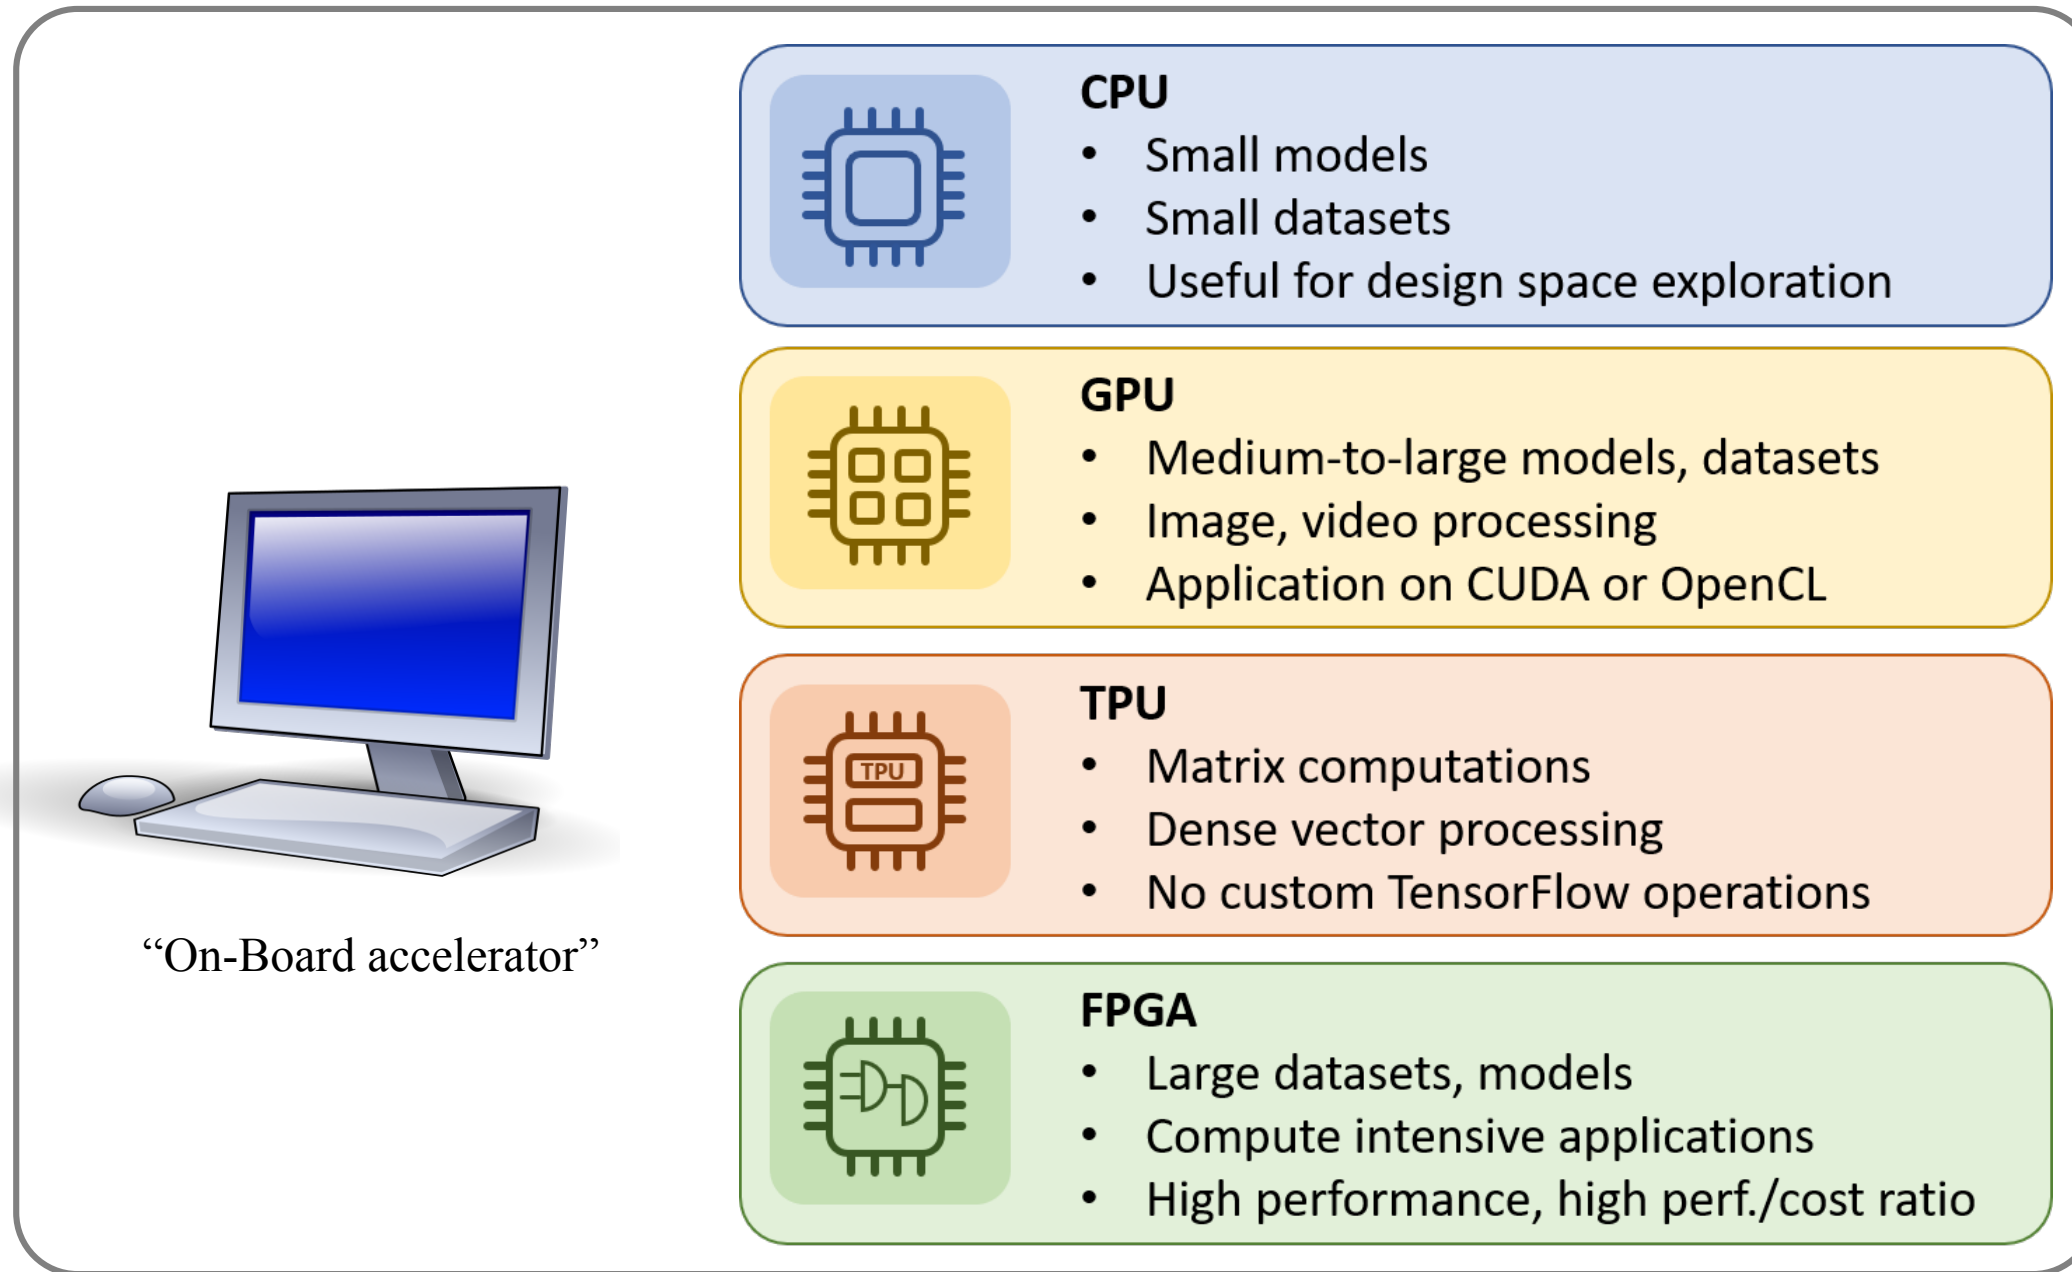 CPU
• Small models
• Small datasets
• Useful for design space exploration
GPU
• Medium-to-large models, datasets
• Image, video processing
• Application on CUDA or OpenCL
TPU
TPU
• Matrix computations
• Dense vector processing
• No custom TensorFlow operations
“On-Board accelerator”
FPGA
• Large datasets, models
• Compute intensive applications
• High performance, high perf./cost ratio